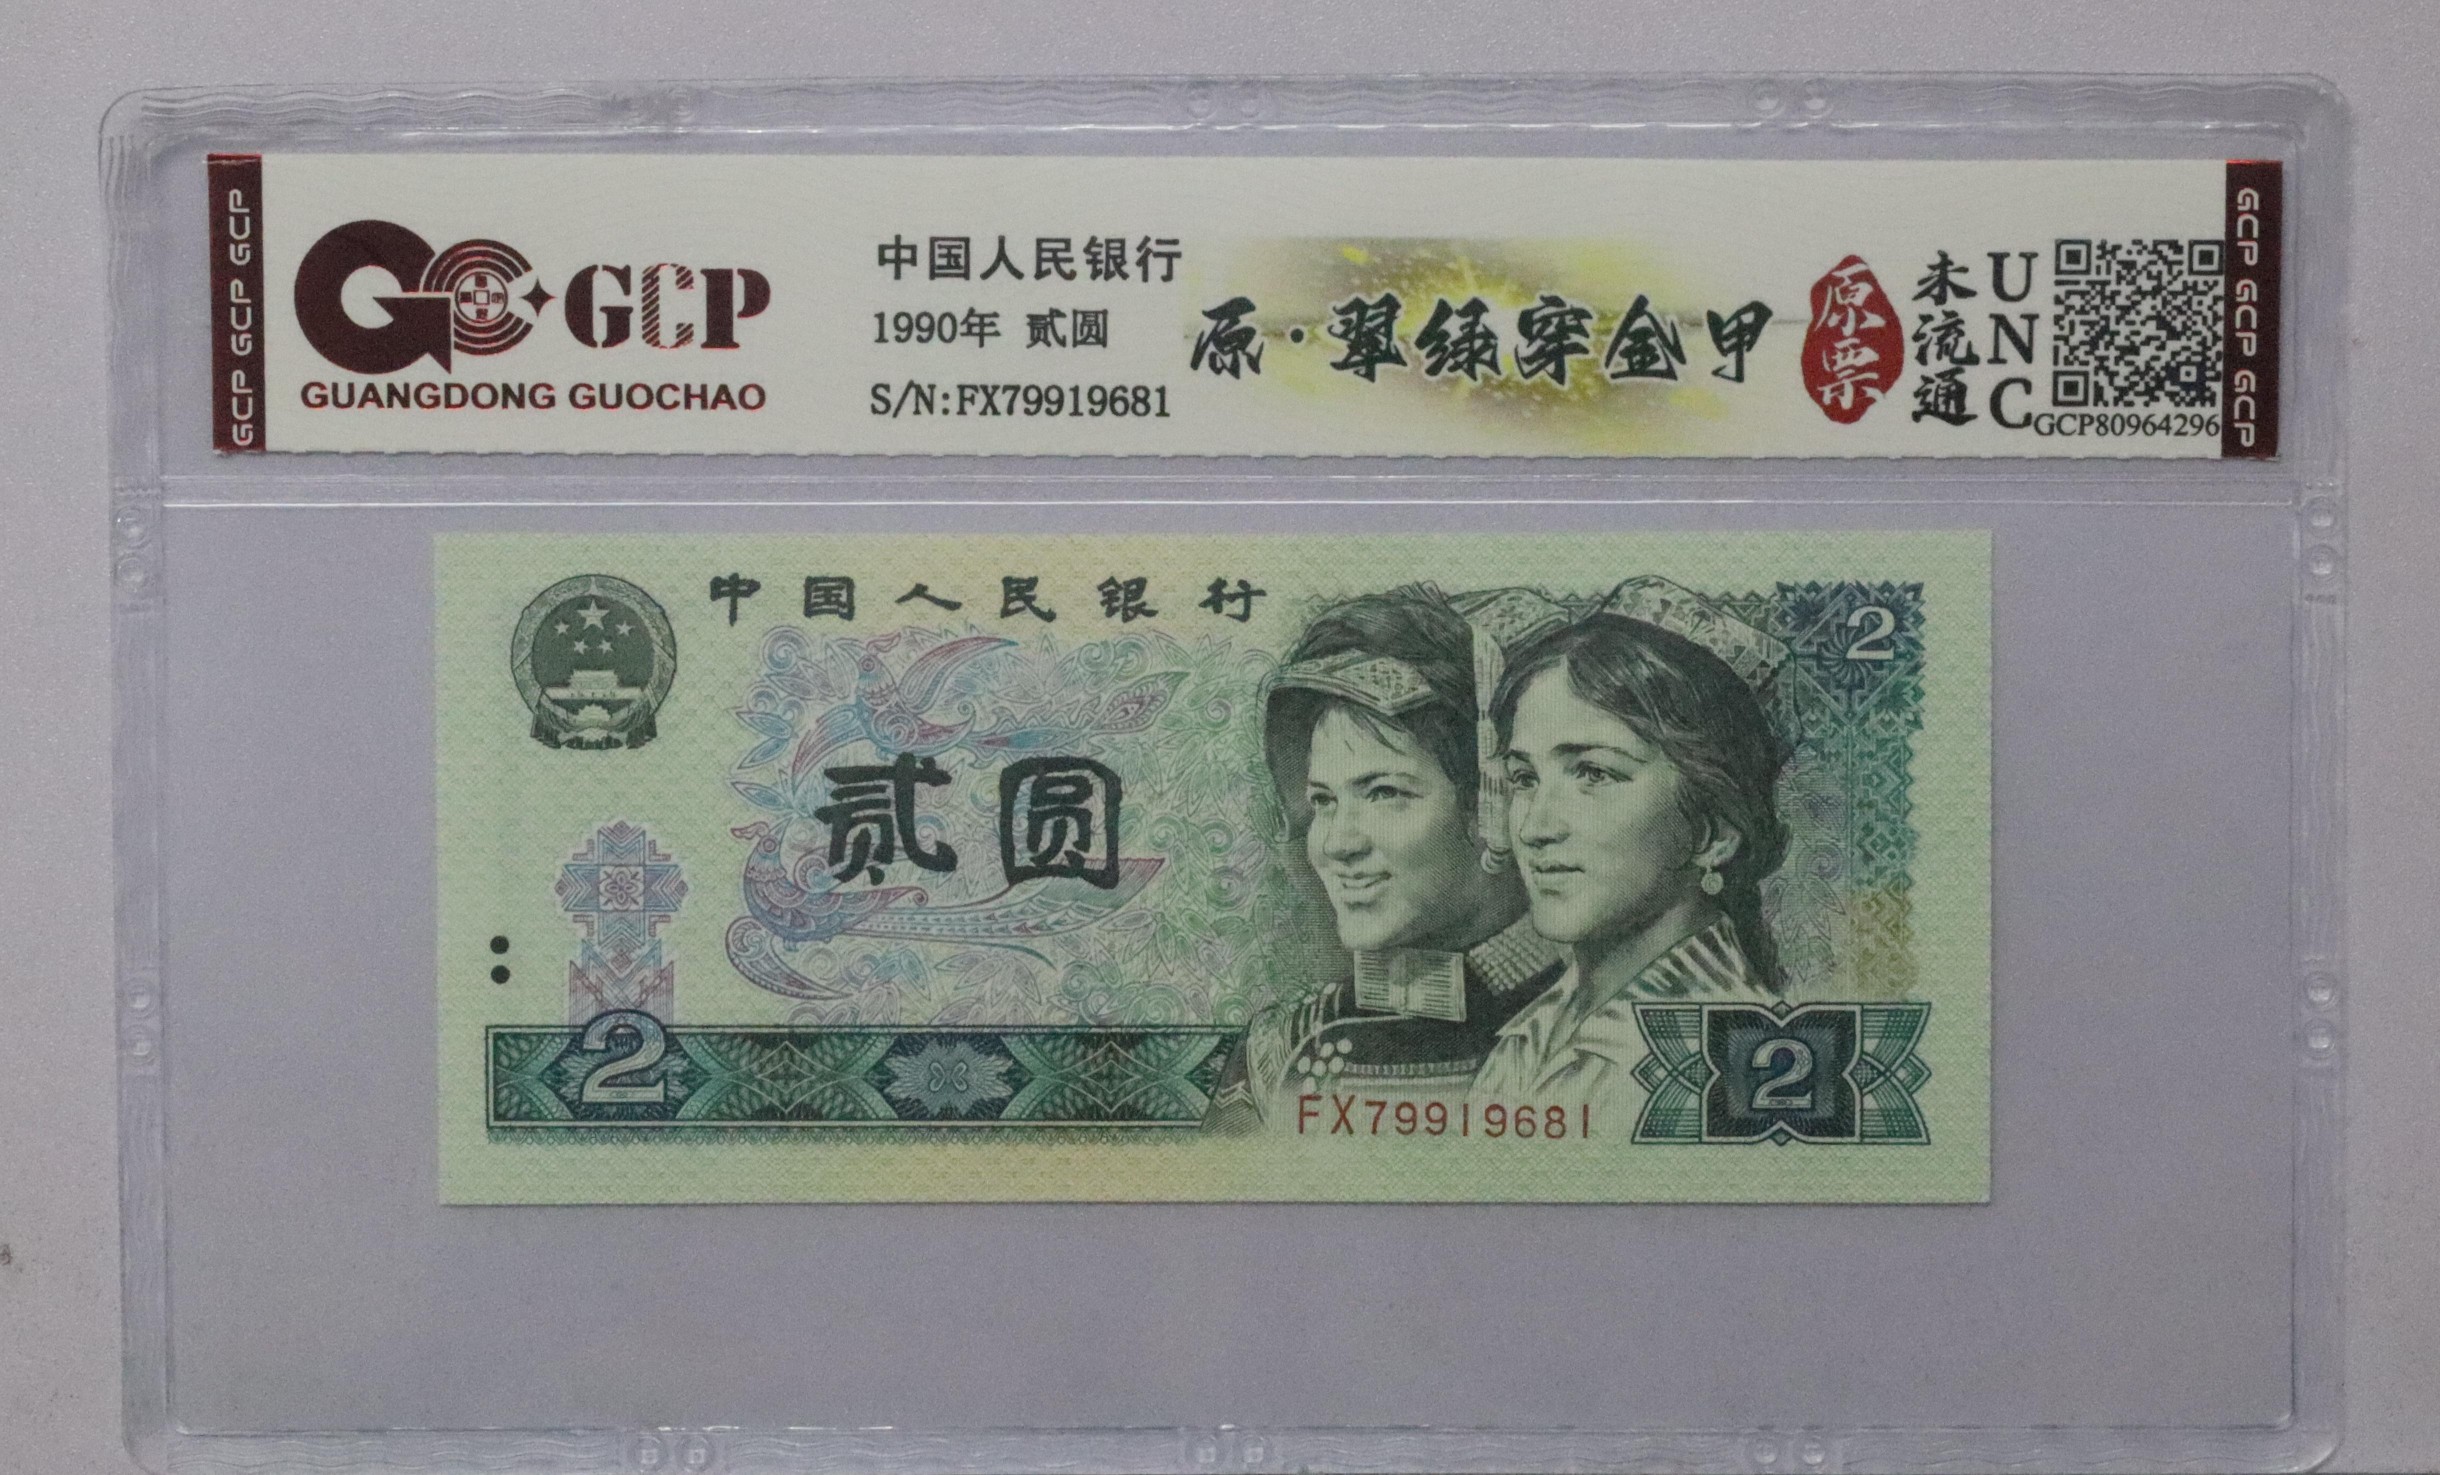 GCP GCP GCP
GCP
GUANGDONG GUOCHAO
中国人民银行
1990年 贰圆
S/N:FX79919681
原·翠绿穿金甲
原票
未流通
UNC
GCP80964296
GCP GCP GCP
中国人民银行
2
贰圆
2
FX79919681
2